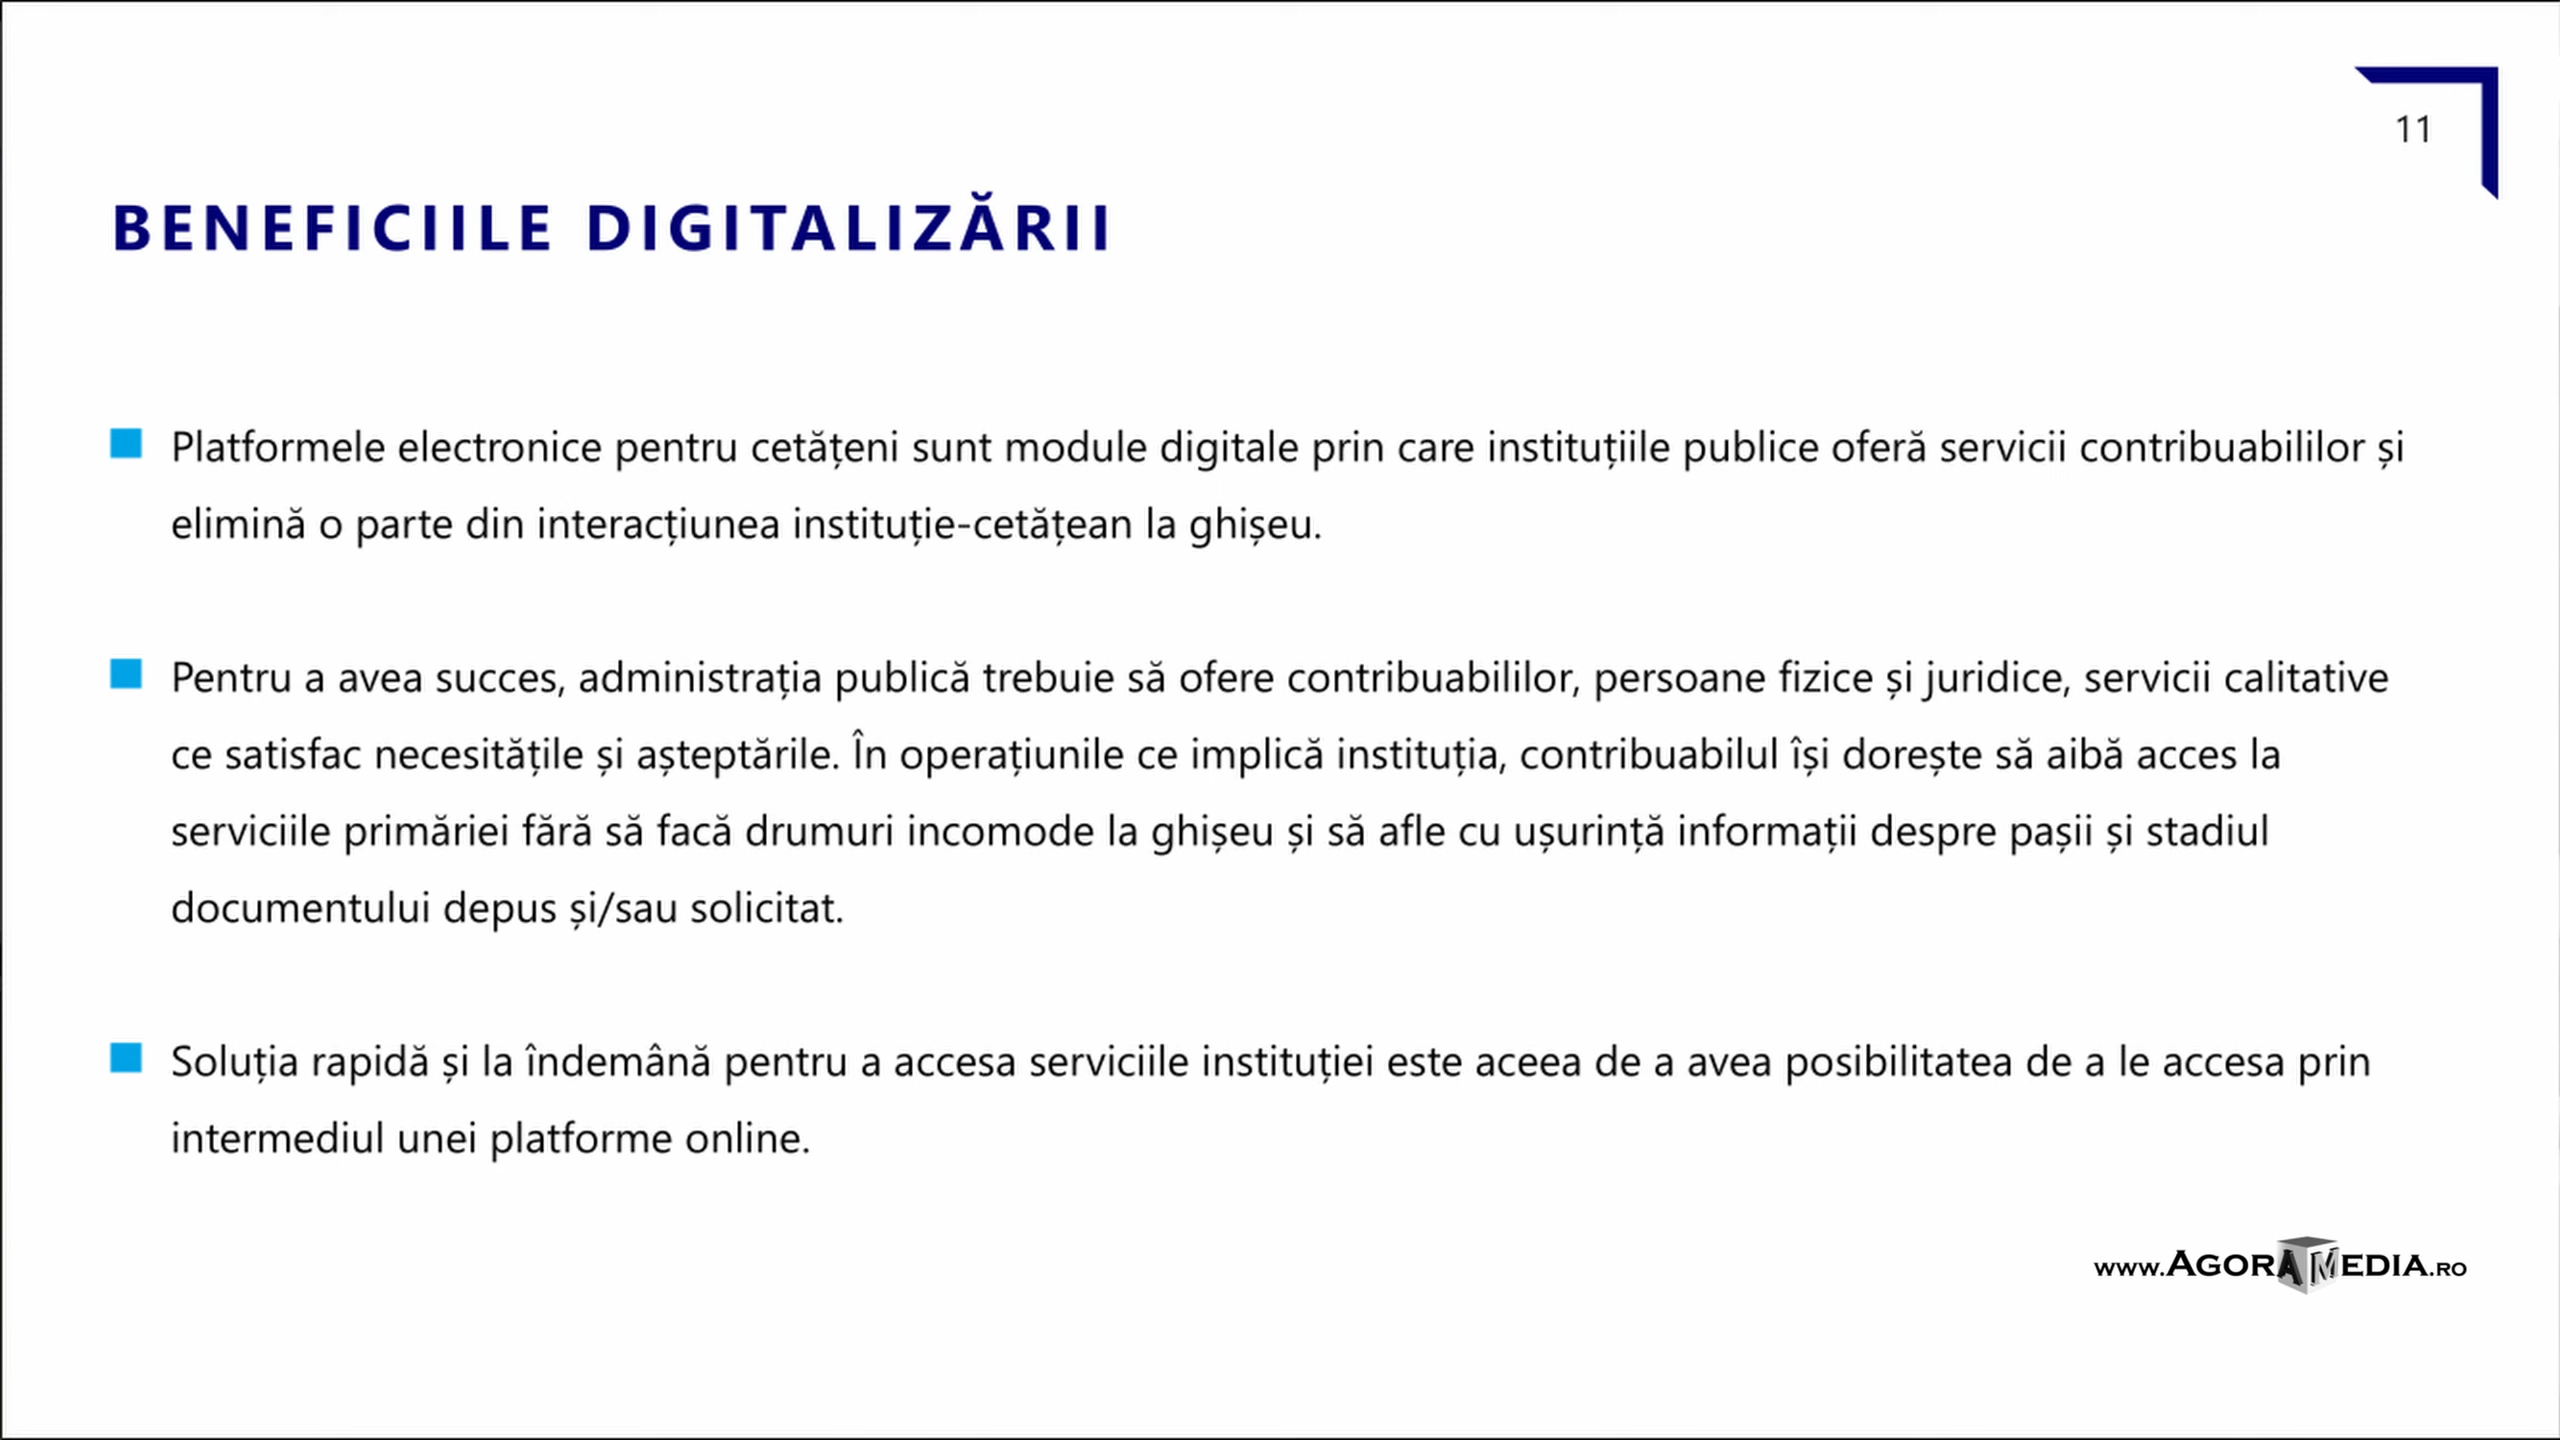 11
BENEFICIILE DIGITALIZĂRII
Platformele electronice pentru cetățeni sunt module digitale prin care instituțiile publice oferă servicii contribuabililor și
elimină o parte din interacțiunea instituție-cetățean la ghișeu.
Pentru a avea succes, administrația publică trebuie să ofere contribuabililor, persoane fizice și juridice, servicii calitative
ce satisfac necesitățile și așteptările. În operațiunile ce implică instituția, contribuabilul își dorește să aibă acces la
serviciile primăriei fără să facă drumuri incomode la ghișeu și să afle cu ușurință informații despre pașii și stadiul
documentului depus și/sau solicitat.
Soluția rapidă și la îndemână pentru a accesa serviciile instituției este aceea de a avea posibilitatea de a le accesa prin
intermediul unei platforme online.
www.AGORAMEDIA.RO